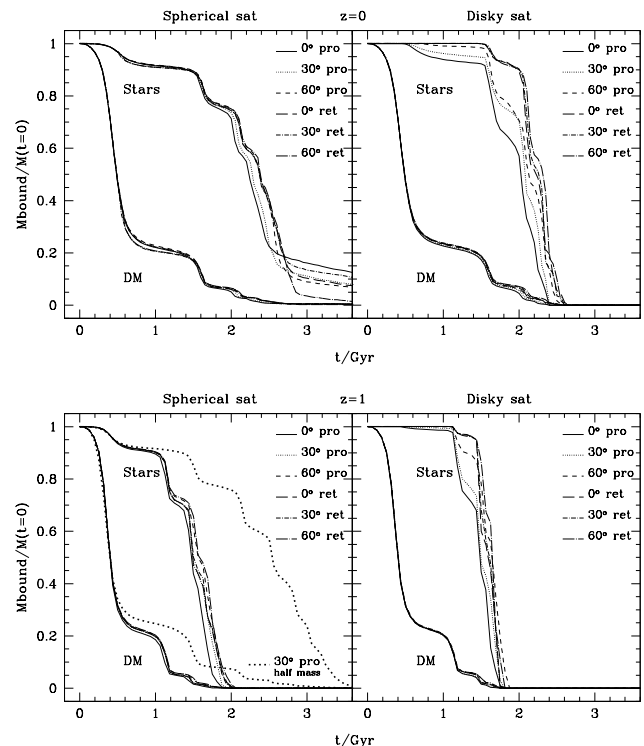 Spherical sat z=0 Disky sat
1
0.8
0.6
0.4
0.2
0
Mbound/M(t=0)
Stars
DM
0° pro
30° pro
60° pro
0° ret
30° ret
60° ret
0 1 2 3
t/Gyr
Stars
DM
0° pro
30° pro
60° pro
0° ret
30° ret
60° ret
0 1 2 3
t/Gyr
Spherical sat z=1 Disky sat
1
0.8
0.6
0.4
0.2
0
Mbound/M(t=0)
Stars
DM
0° pro
30° pro
60° pro
0° ret
30° ret
60° ret
30° pro
half mass
0 1 2 3
t/Gyr
Stars
DM
0° pro
30° pro
60° pro
0° ret
30° ret
60° ret
0 1 2 3
t/Gyr